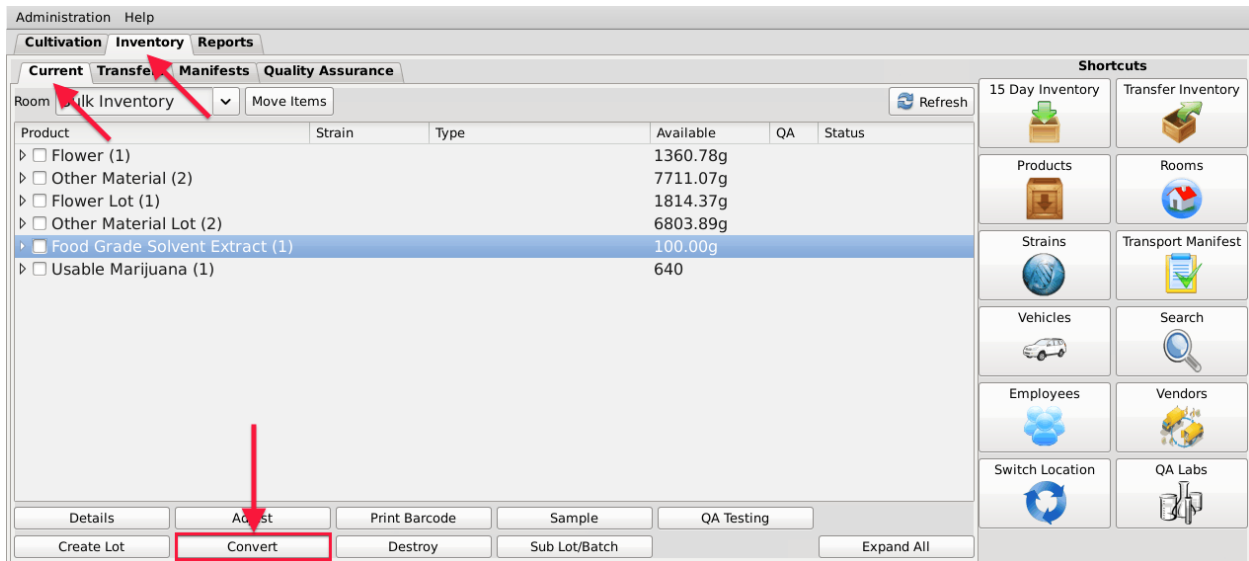 Administration Help
Cultivation Inventory Reports
Current Transfers Manifests Quality Assurance
Room Bulk Inventory Move Items Refresh
Product Strain Type Available QA Status
Flower (1) 1360.78g
Other Material (2) 7711.07g
Flower Lot (1) 1814.37g
Other Material Lot (2) 6803.89g
Food Grade Solvent Extract (1) 100.00g
Usable Marijuana (1) 640
Details Adjust Print Barcode Sample QA Testing
Create Lot Convert Destroy Sub Lot/Batch Expand All
Shortcuts
15 Day Inventory Transfer Inventory
Products Rooms
Strains Transport Manifest
Vehicles Search
Employees Vendors
Switch Location QA Labs